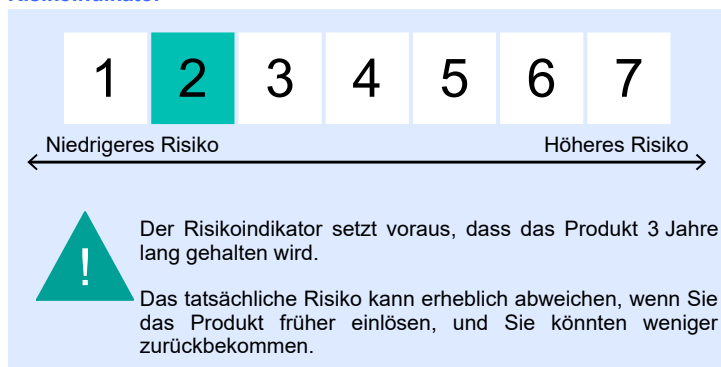 Risikoindikator
1 2 3 4 5 6 7
Niedrigeres Risiko Höheres Risiko
!
Der Risikoindikator setzt voraus, dass das Produkt 3 Jahre
lang gehalten wird.
Das tatsächliche Risiko kann erheblich abweichen, wenn Sie
das Produkt früher einlösen, und Sie könnten weniger
zurückbekommen.